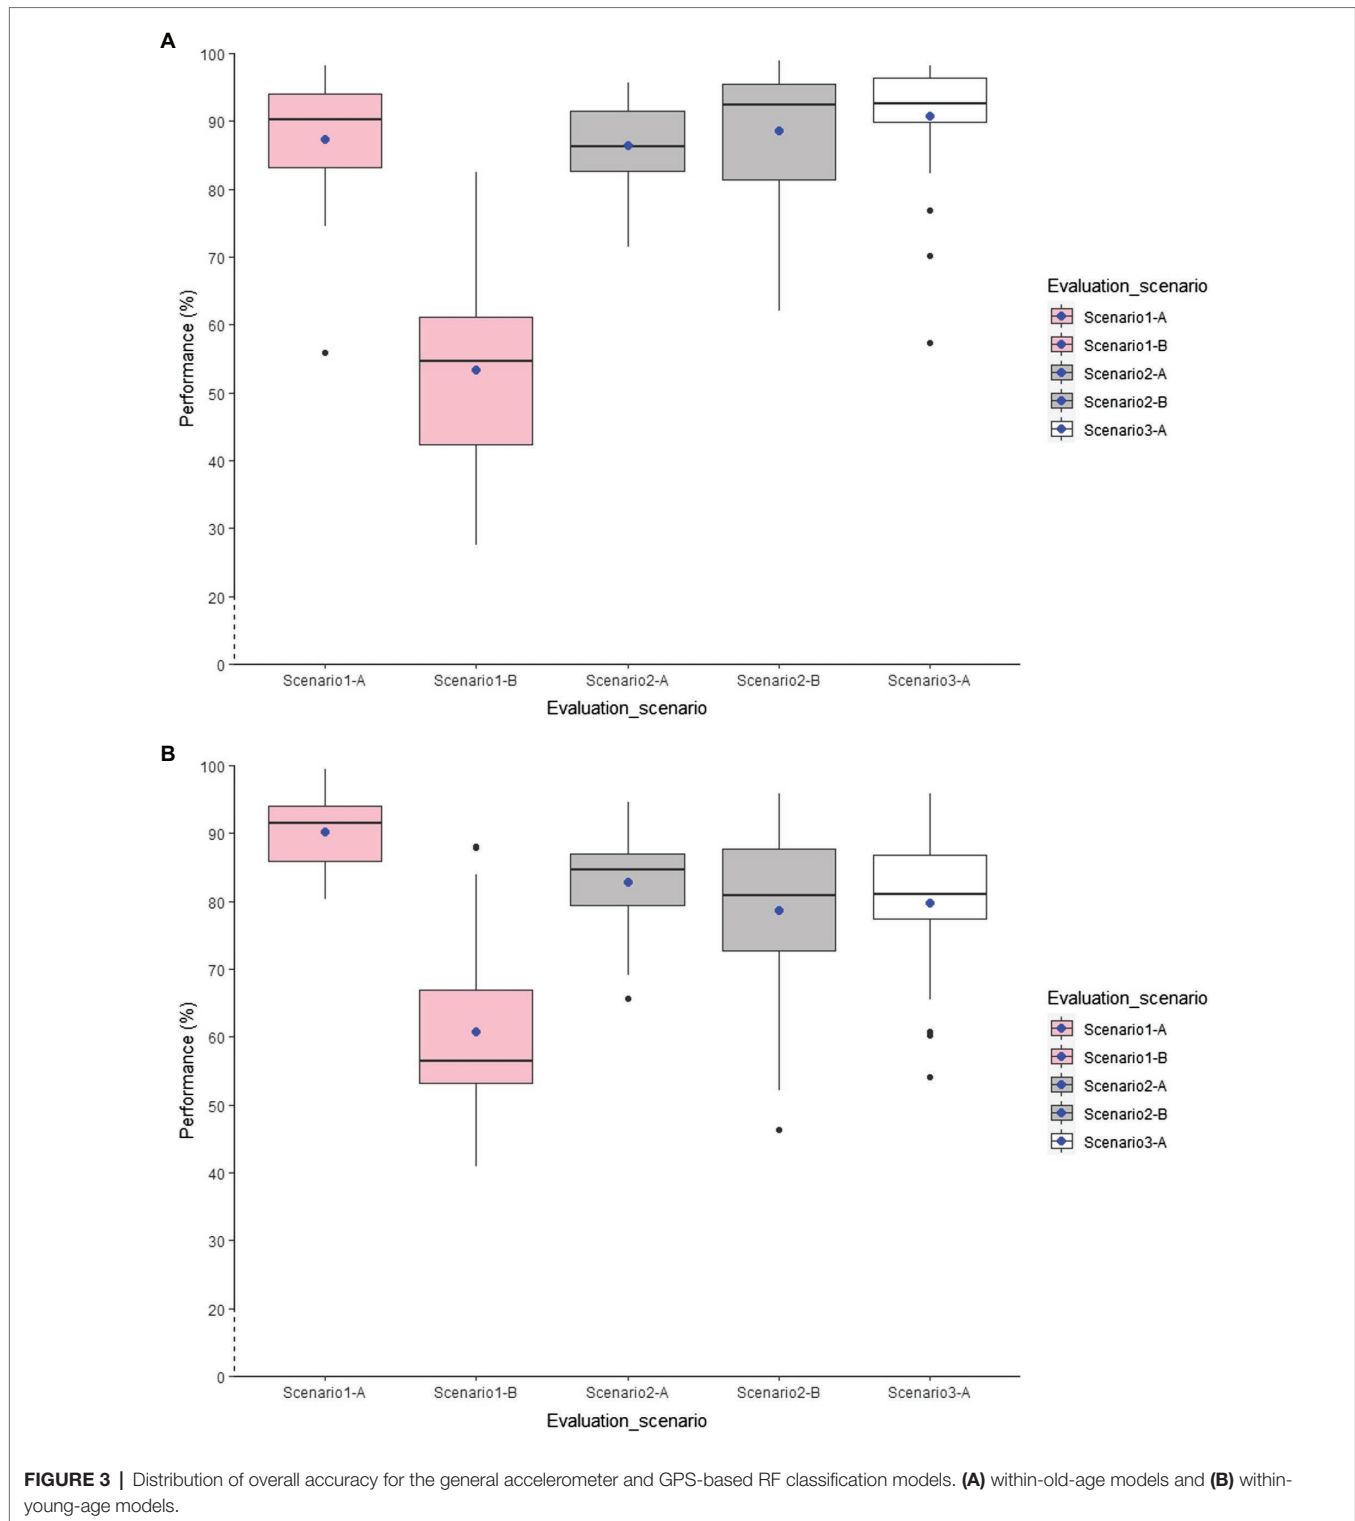 A
100
90
80
70
60
50
40
30
20
0
Performance (%)
Scenario1-A Scenario1-B Scenario2-A Scenario2-B Scenario3-A
Evaluation_scenario
Evaluation_scenario
Scenario1-A
Scenario1-B
Scenario2-A
Scenario2-B
Scenario3-A
B
100
90
80
70
60
50
40
30
20
0
Performance (%)
Scenario1-A Scenario1-B Scenario2-A Scenario2-B Scenario3-A
Evaluation_scenario
Evaluation_scenario
Scenario1-A
Scenario1-B
Scenario2-A
Scenario2-B
Scenario3-A
FIGURE 3 | Distribution of overall accuracy for the general accelerometer and GPS-based RF classification models. (A) within-old-age models and (B) within-
young-age models.